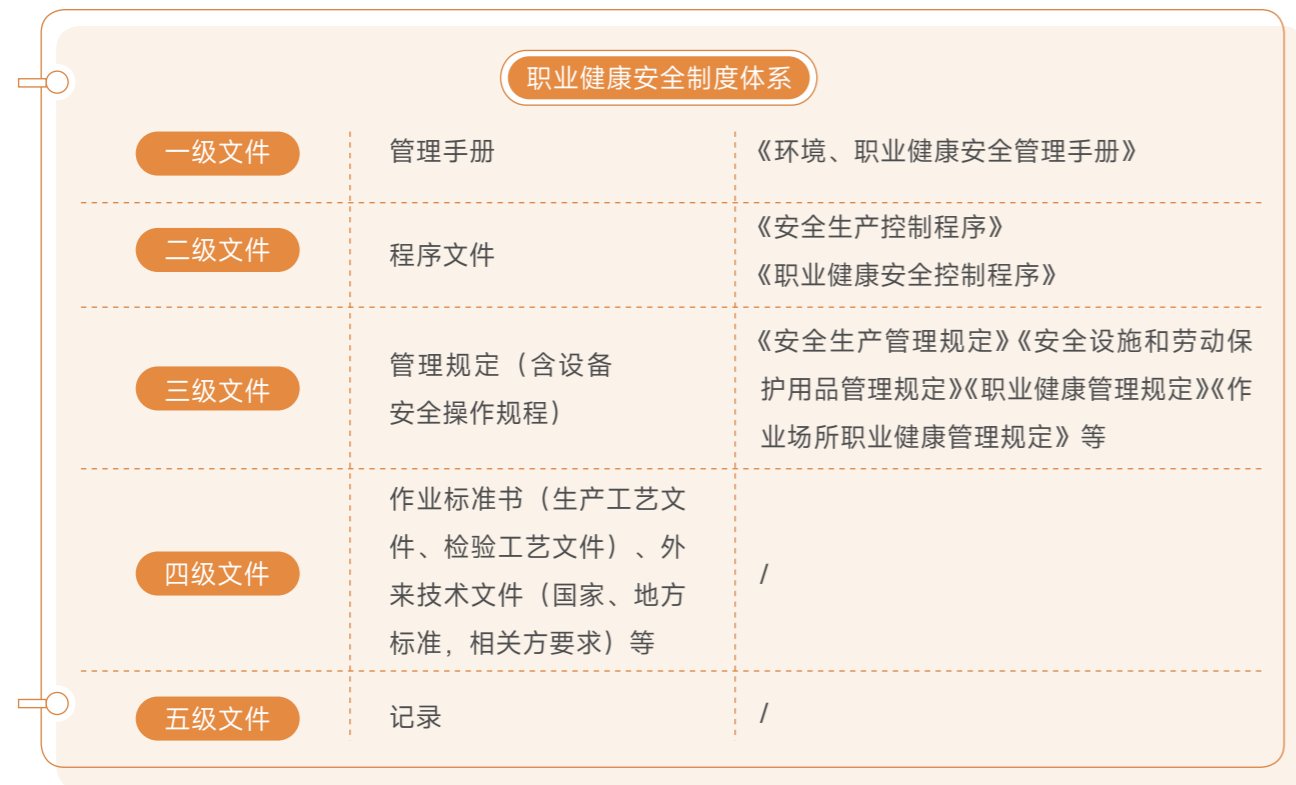 职业健康安全制度体系
一级文件
管理手册
《环境、职业健康安全管理手册》
二级文件
程序文件
《安全生产控制程序》
《职业健康安全控制程序》
三级文件
管理规定（含设备
安全操作规程）
《安全生产管理规定》《安全设施和劳动保
护用品管理规定》《职业健康管理规定》《作
业场所职业健康管理规定》等
四级文件
作业标准书（生产工艺文
件、检验工艺文件）、外
来技术文件（国家、地方
标准，相关方要求）等
/
五级文件
记录
/